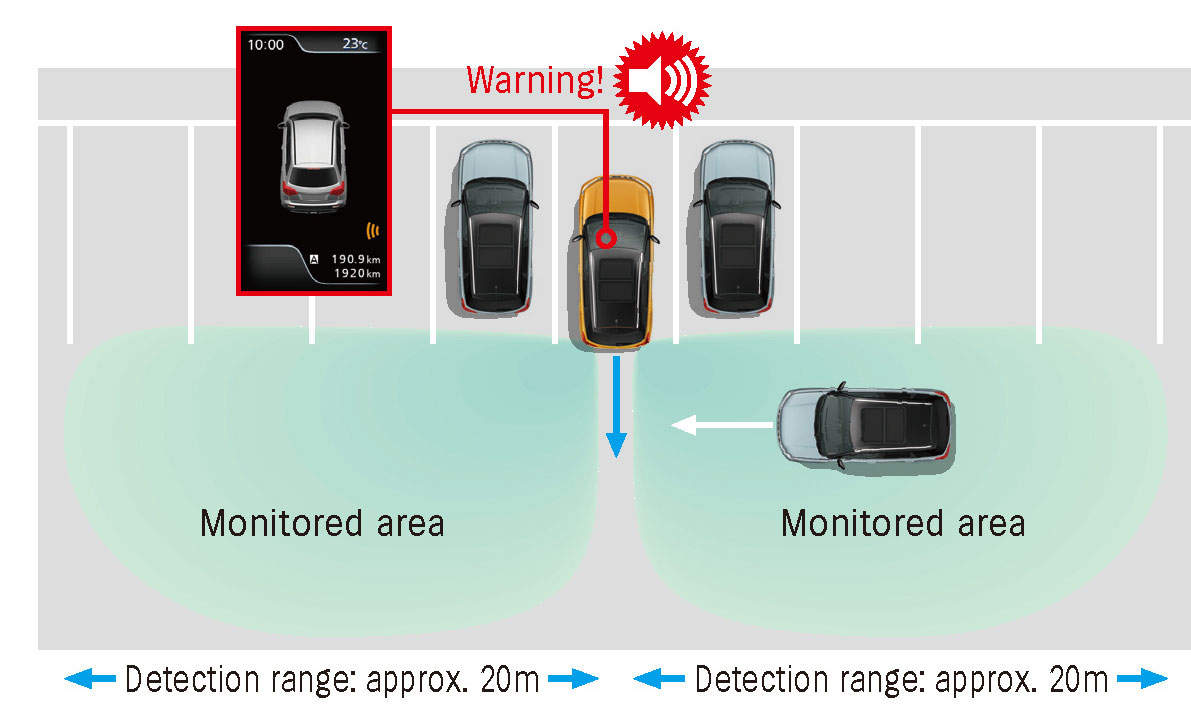 10:00 23℃
Warning!
A 190.9km
1920km
Monitored area Monitored area
Detection range: approx. 20m Detection range: approx. 20m